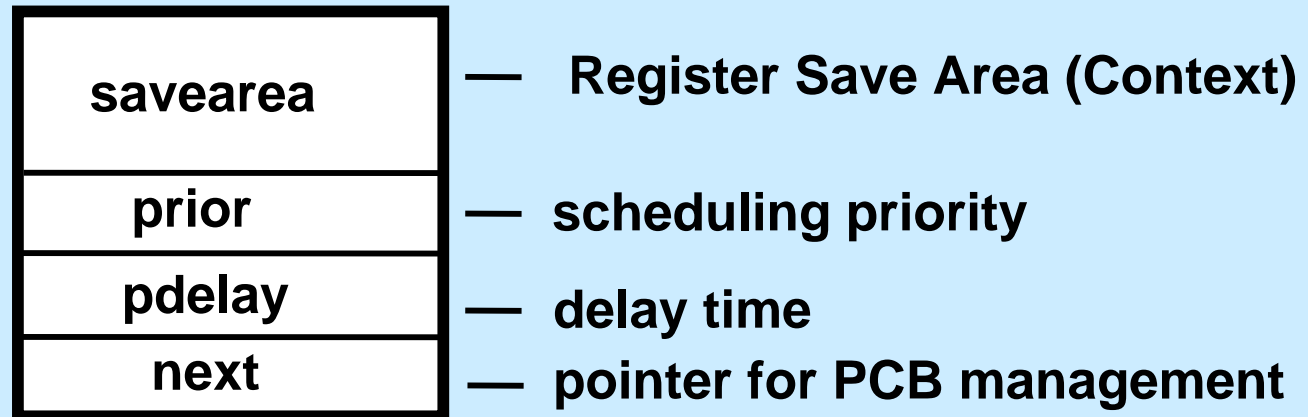 savearea — Register Save Area (Context)
prior — scheduling priority
pdelay — delay time
next — pointer for PCB management